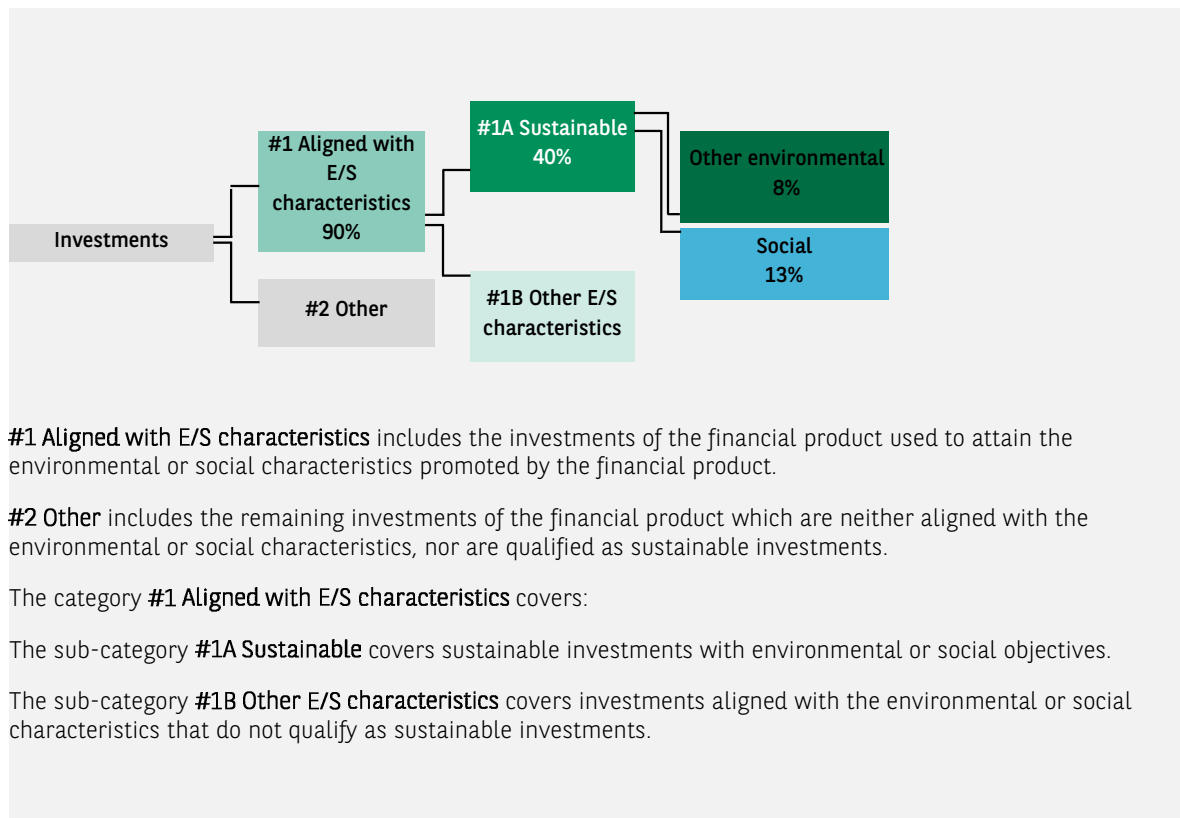 Investments
#1 Aligned with
E/S
characteristics
90%
#2 Other
#1A Sustainable
40%
#1B Other E/S
characteristics
Other environmental
8%
Social
13%
#1 Aligned with E/S characteristics includes the investments of the financial product used to attain the
environmental or social characteristics promoted by the financial product.
#2 Other includes the remaining investments of the financial product which are neither aligned with the
environmental or social characteristics, nor are qualified as sustainable investments.
The category #1 Aligned with E/S characteristics covers:
The sub-category #1A Sustainable covers sustainable investments with environmental or social objectives.
The sub-category #1B Other E/S characteristics covers investments aligned with the environmental or social
characteristics that do not qualify as sustainable investments.